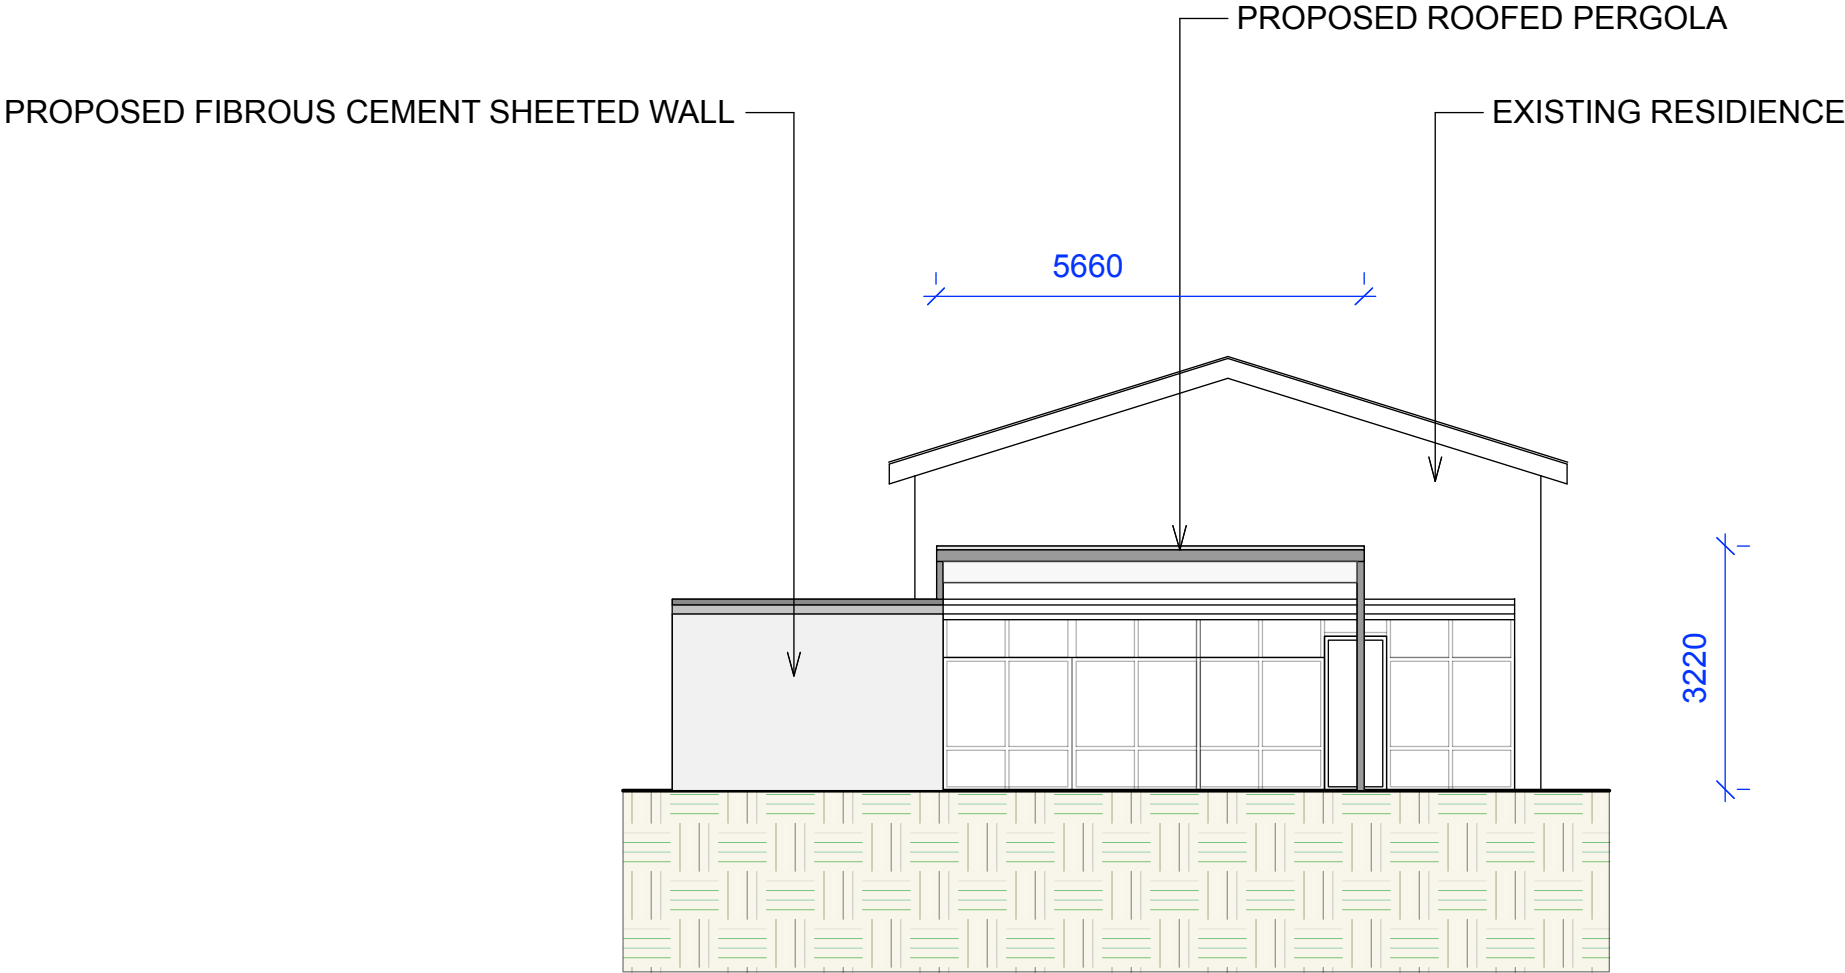 PROPOSED ROOFED PERGOLA
PROPOSED FIBROUS CEMENT SHEETED WALL
EXISTING RESIDIENCE
5660
3220